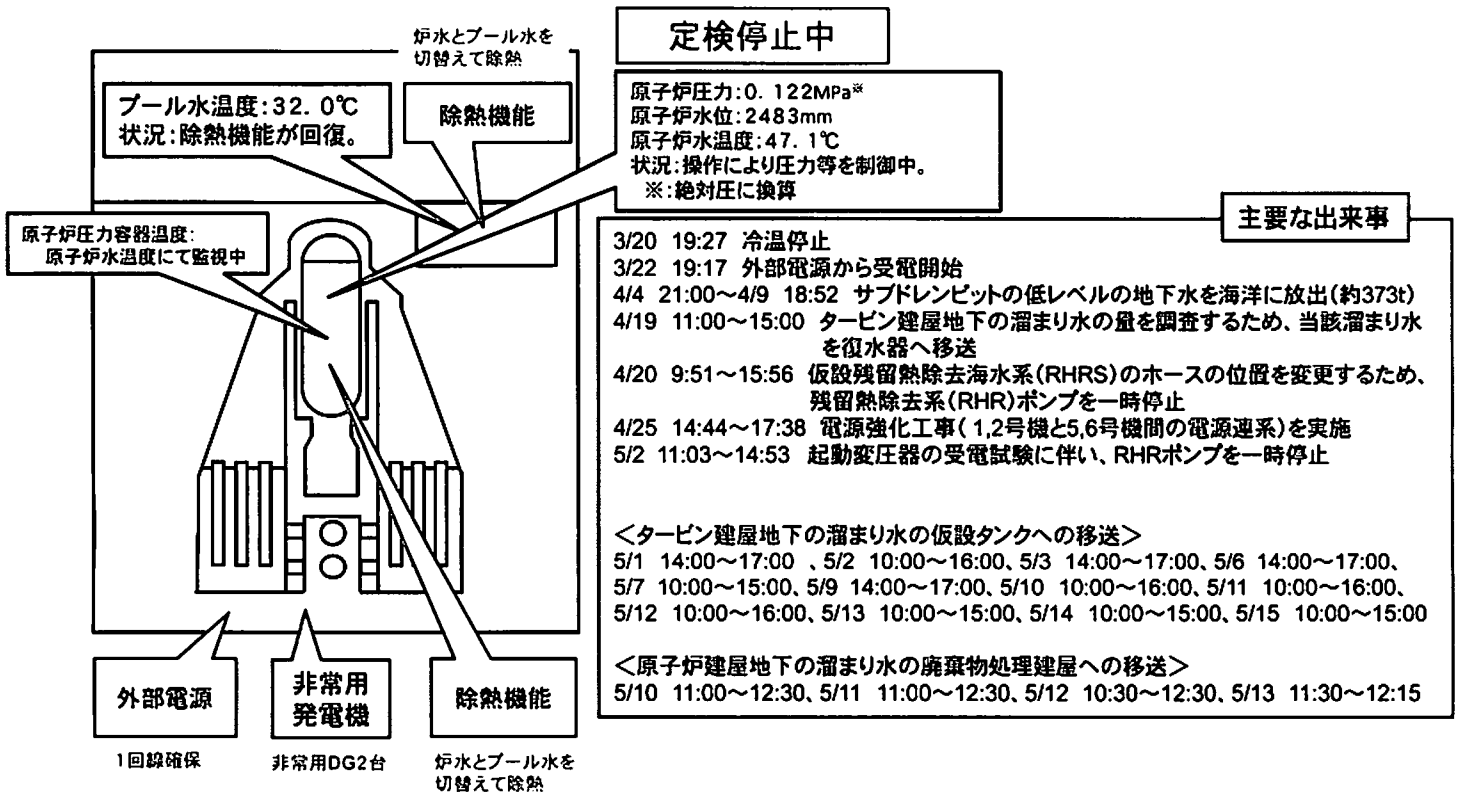 炉水とプール水を
切替えて除熱
定検停止中
プール水温度:32.0℃
状況:除熱機能が回復。
除熱機能
原子炉圧力:0.122MPa※
原子炉水位:2483mm
原子炉水温度:47.1℃
状況:操作により圧力等を制御中。
※:絶対圧に換算
原子炉圧力容器温度:
原子炉水温度にて監視中
主要な出来事
3/20 19:27 冷温停止
3/22 19:17 外部電源から受電開始
4/4 21:00～4/9 18:52 サブドレンピットの低レベルの地下水を海洋に放出(約373t)
4/19 11:00～15:00 タービン建屋地下の溜まり水の量を調査するため、当該溜まり水
を復水器へ移送
4/20 9:51～15:56 仮設残留熱除去海水系(RHRS)のホースの位置を変更するため、
残留熱除去系(RHR)ポンプを一時停止
4/25 14:44～17:38 電源強化工事(1,2号機と5,6号機間の電源連系)を実施
5/2 11:03～14:53 起動変圧器の受電試験に伴い、RHRポンプを一時停止
＜タービン建屋地下の溜まり水の仮設タンクへの移送＞
5/1 14:00～17:00 、5/2 10:00～16:00、5/3 14:00～17:00、5/6 14:00～17:00、
5/7 10:00～15:00、5/9 14:00～17:00、5/10 10:00～16:00、5/11 10:00～16:00、
5/12 10:00～16:00、5/13 10:00～15:00、5/14 10:00～15:00、5/15 10:00～15:00
＜原子炉建屋地下の溜まり水の廃棄物処理建屋への移送＞
5/10 11:00～12:30、5/11 11:00～12:30、5/12 10:30～12:30、5/13 11:30～12:15
外部電源
非常用
発電機
除熱機能
1回線確保
非常用DG2台
炉水とプール水を
切替えて除熱